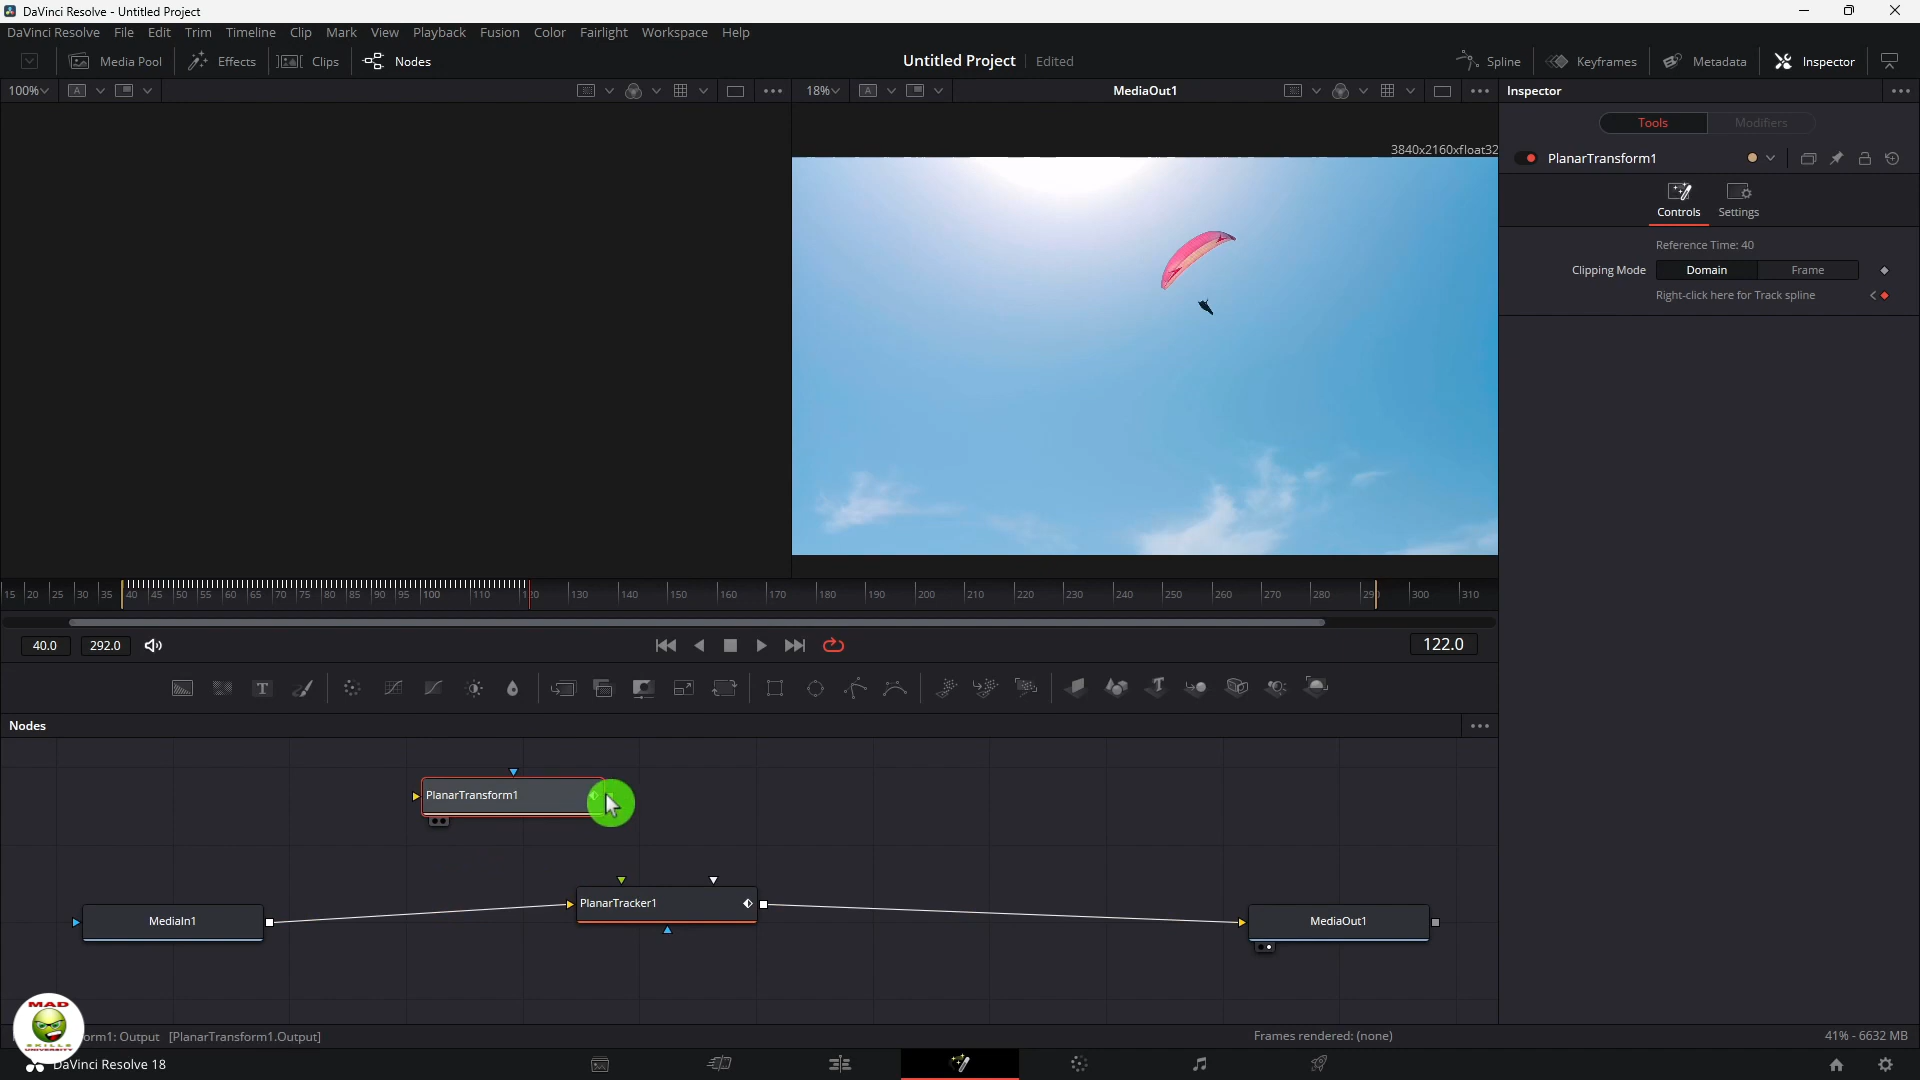 DaVinci Resolve - Untitled Project
DaVinci Resolve File Edit Trim Timeline Clip Mark View Playback Fusion Color Fairlight Workspace Help
Media Pool Effects Clips Nodes Untitled Project Edited Spline Keyframes Metadata Inspector
100% A 18% A MediaOut1 Inspector
Tools Modifiers
3840x2160xfloat32
PlanarTransform1
Controls Settings
Reference Time: 40
Clipping Mode Domain Frame
Right-click here for Track spline
15 20 25 30 35 40 45 50 55 60 65 70 75 80 85 90 95 100 110 120 130 140 150 160 170 180 190 200 210 220 230 240 250 260 270 280 290 300 310
40.0 292.0 122.0
T
Nodes
PlanarTransform1
PlanarTracker1
MediaIn1 MediaOut1
MAD
SKILLS
UNIVERSITY
orm1: Output [PlanarTransform1.Output] Frames rendered: (none) 41% - 6632 MB
DaVinci Resolve 18